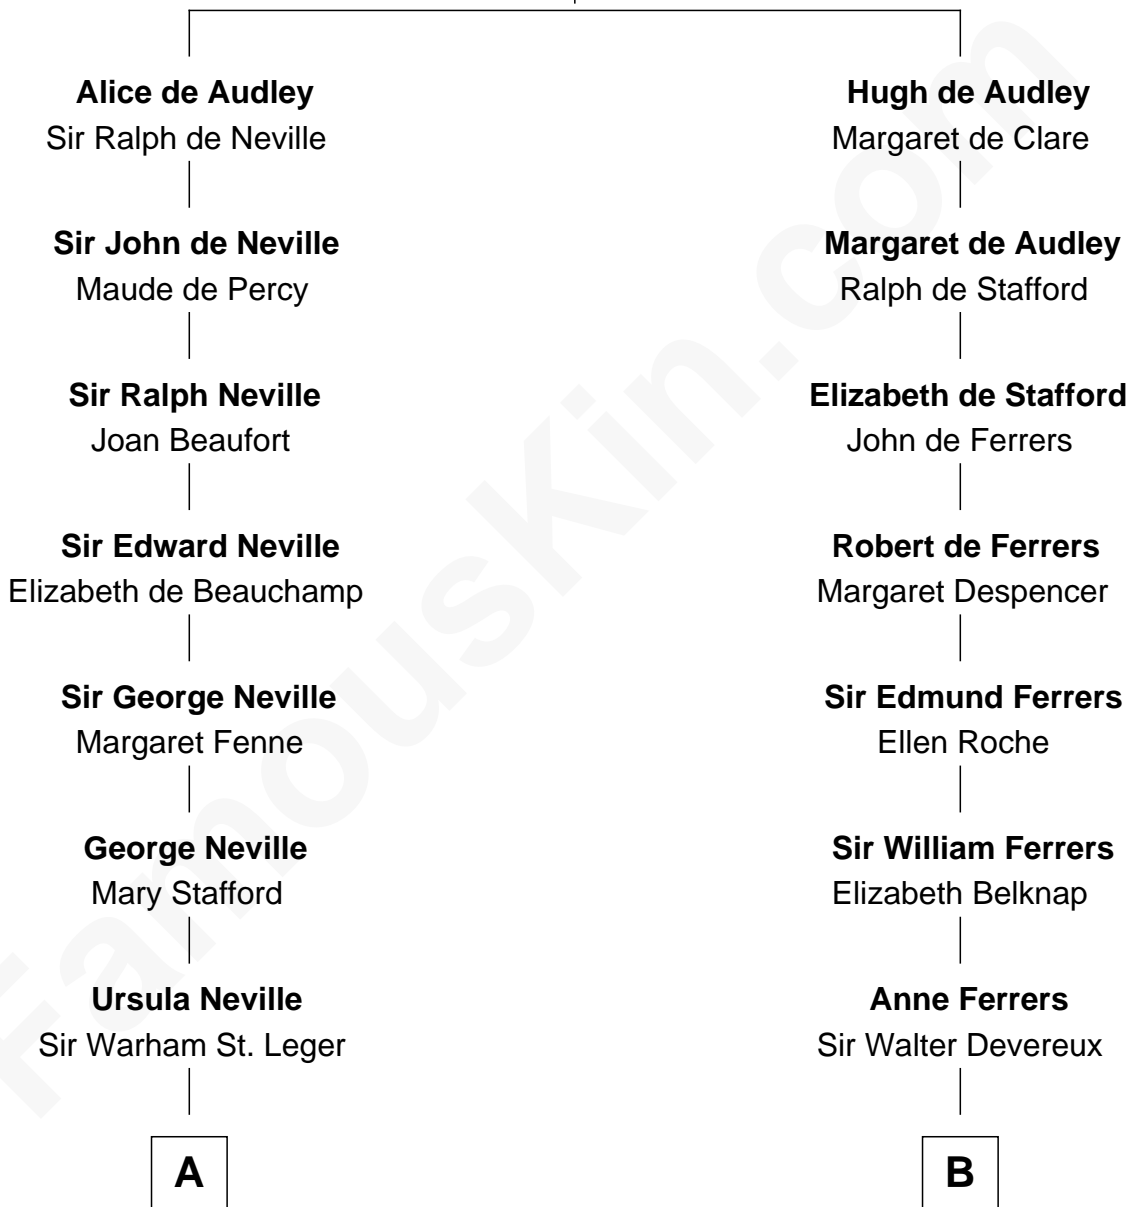 Alice de Audley
Sir Ralph de Neville
Hugh de Audley
Margaret de Clare
Sir John de Neville
Maude de Percy
Margaret de Audley
Ralph de Stafford
Sir Ralph Neville
Joan Beaufort
Elizabeth de Stafford
John de Ferrers
Sir Edward Neville
Elizabeth de Beauchamp
Robert de Ferrers
Margaret Despencer
Sir George Neville
Margaret Fenne
Sir Edmund Ferrers
Ellen Roche
George Neville
Mary Stafford
Sir William Ferrers
Elizabeth Belknap
Ursula Neville
Sir Warham St. Leger
Anne Ferrers
Sir Walter Devereux
A
B
FamousKin.com